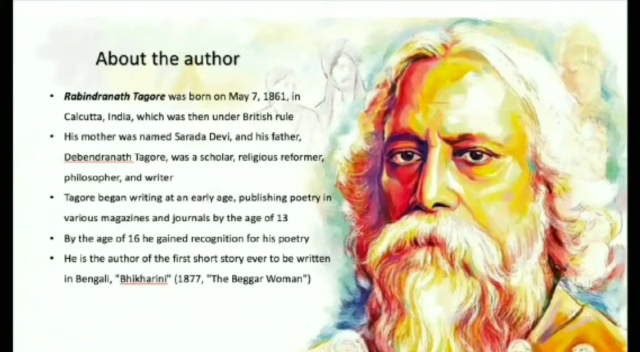 About the author
• Rabindranath Tagore was born on May 7, 1861, in
Calcutta, India, which was then under British rule
• His mother was named Sarada Devi, and his father,
Debendranath Tagore, was a scholar, religious reformer,
philosopher, and writer
• Tagore began writing at an early age, publishing poetry in
various magazines and journals by the age of 13
• By the age of 16 he gained recognition for his poetry
• He is the author of the first short story ever to be written
in Bengali, "Bhikharini" (1877, "The Beggar Woman")